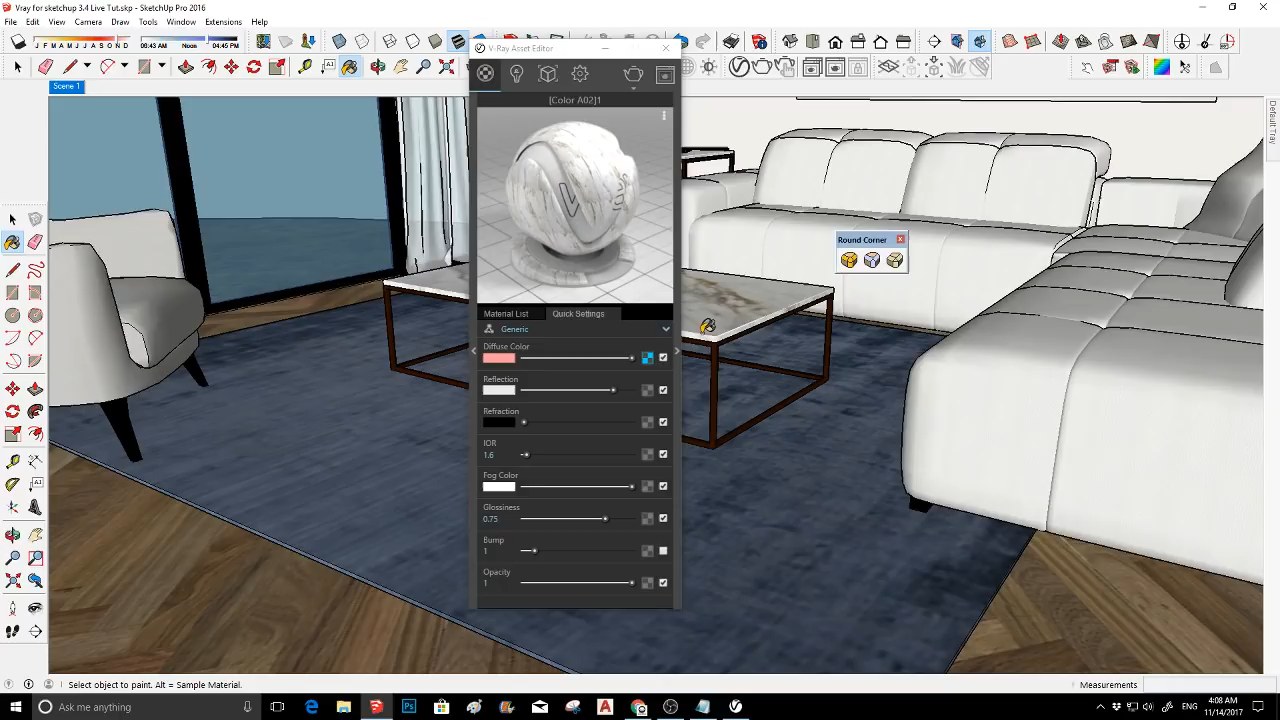 Vray for sketchup 3.4 Live Tut.skp - SketchUp Pro 2016
File Edit View Camera Draw Tools Window Extensions Help
J F M A M J J A S O N D
06:43 AM Noon 04:45 PM
Scene 1
V-Ray Asset Editor
[Color A02]1
Material List Quick Settings
Generic
Diffuse Color
Reflection
Refraction
IOR
1.6
Fog Color
Glossiness
0.75
Bump
1
Opacity
1
Round Corner
Default Tray
Select object to paint. Alt = Sample Material.
Measurements
Ask me anything
4:08 AM
11/14/2017